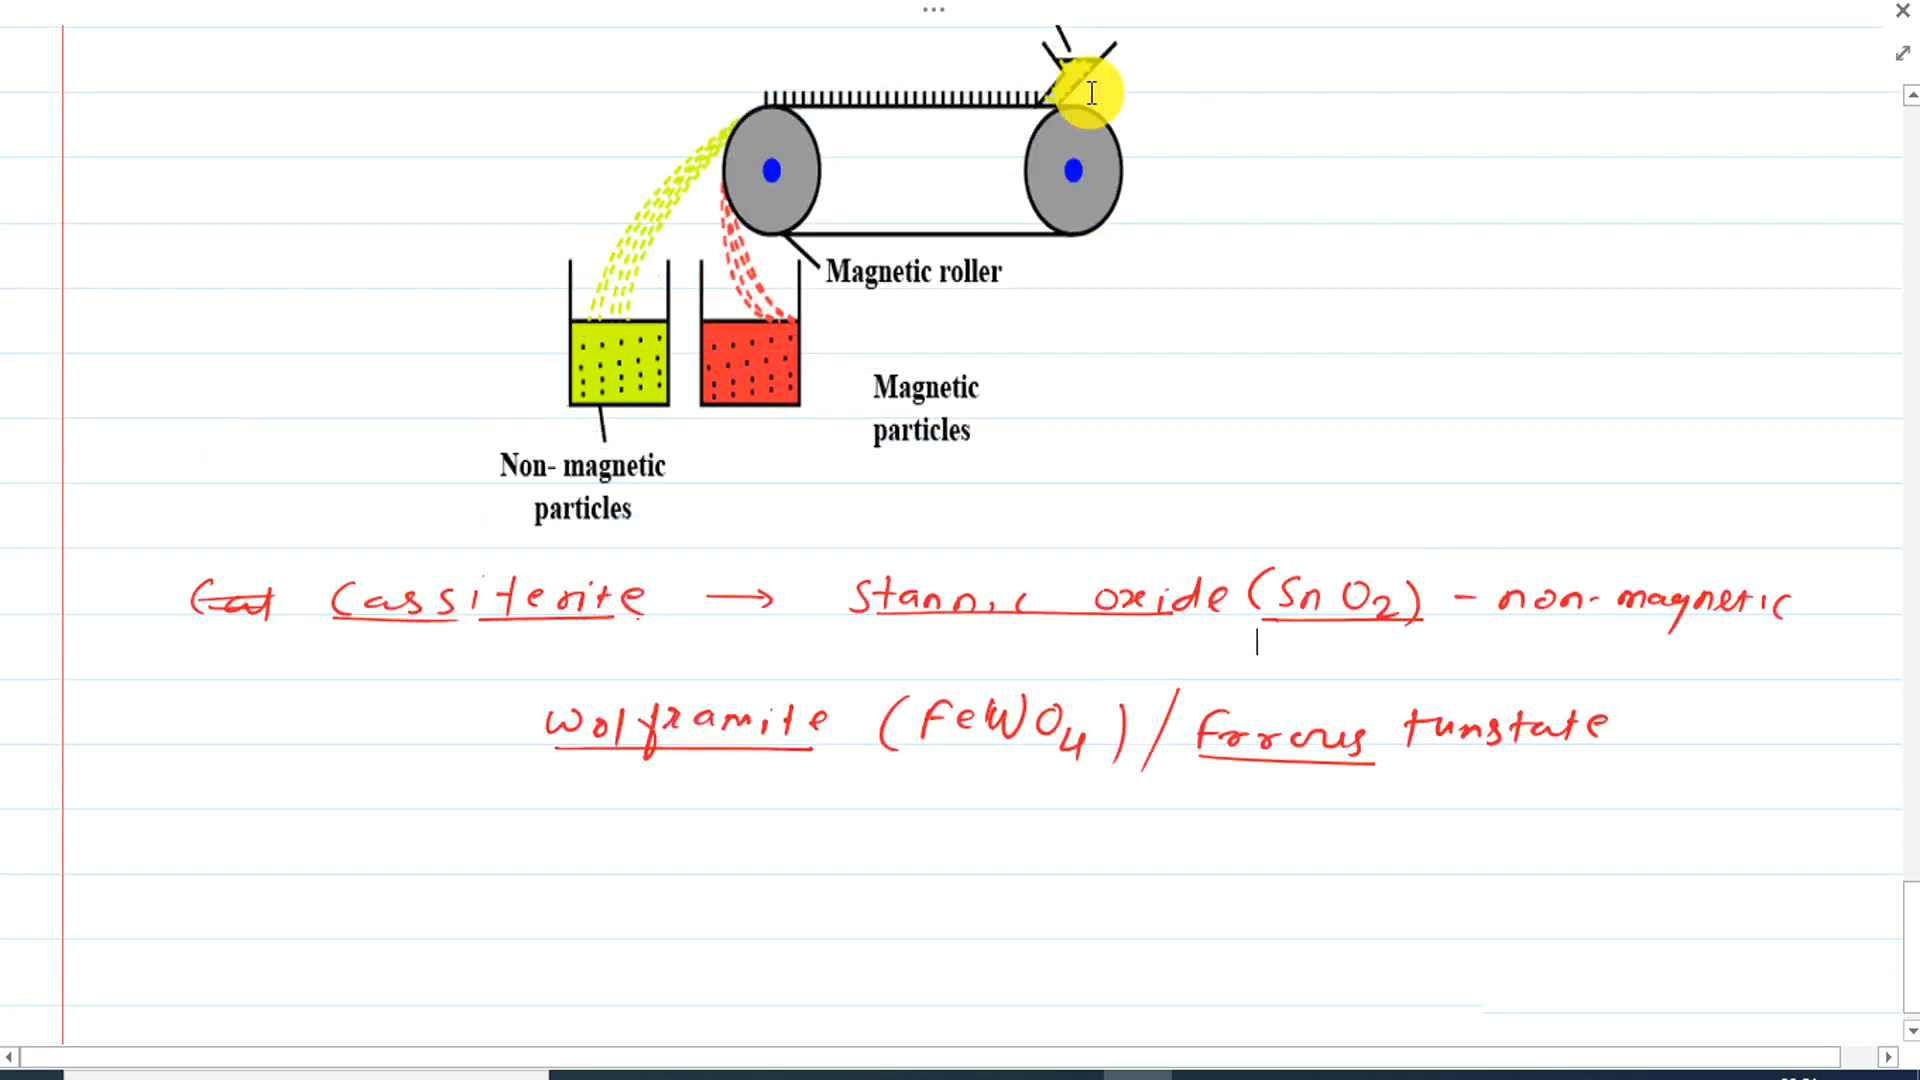 Magnetic roller
Magnetic
particles
Non- magnetic
particles
Cassiterite → Stannic oxide (SnO2) - non-magnetic
Wolframite (FeWO4) / Ferrous tunstate